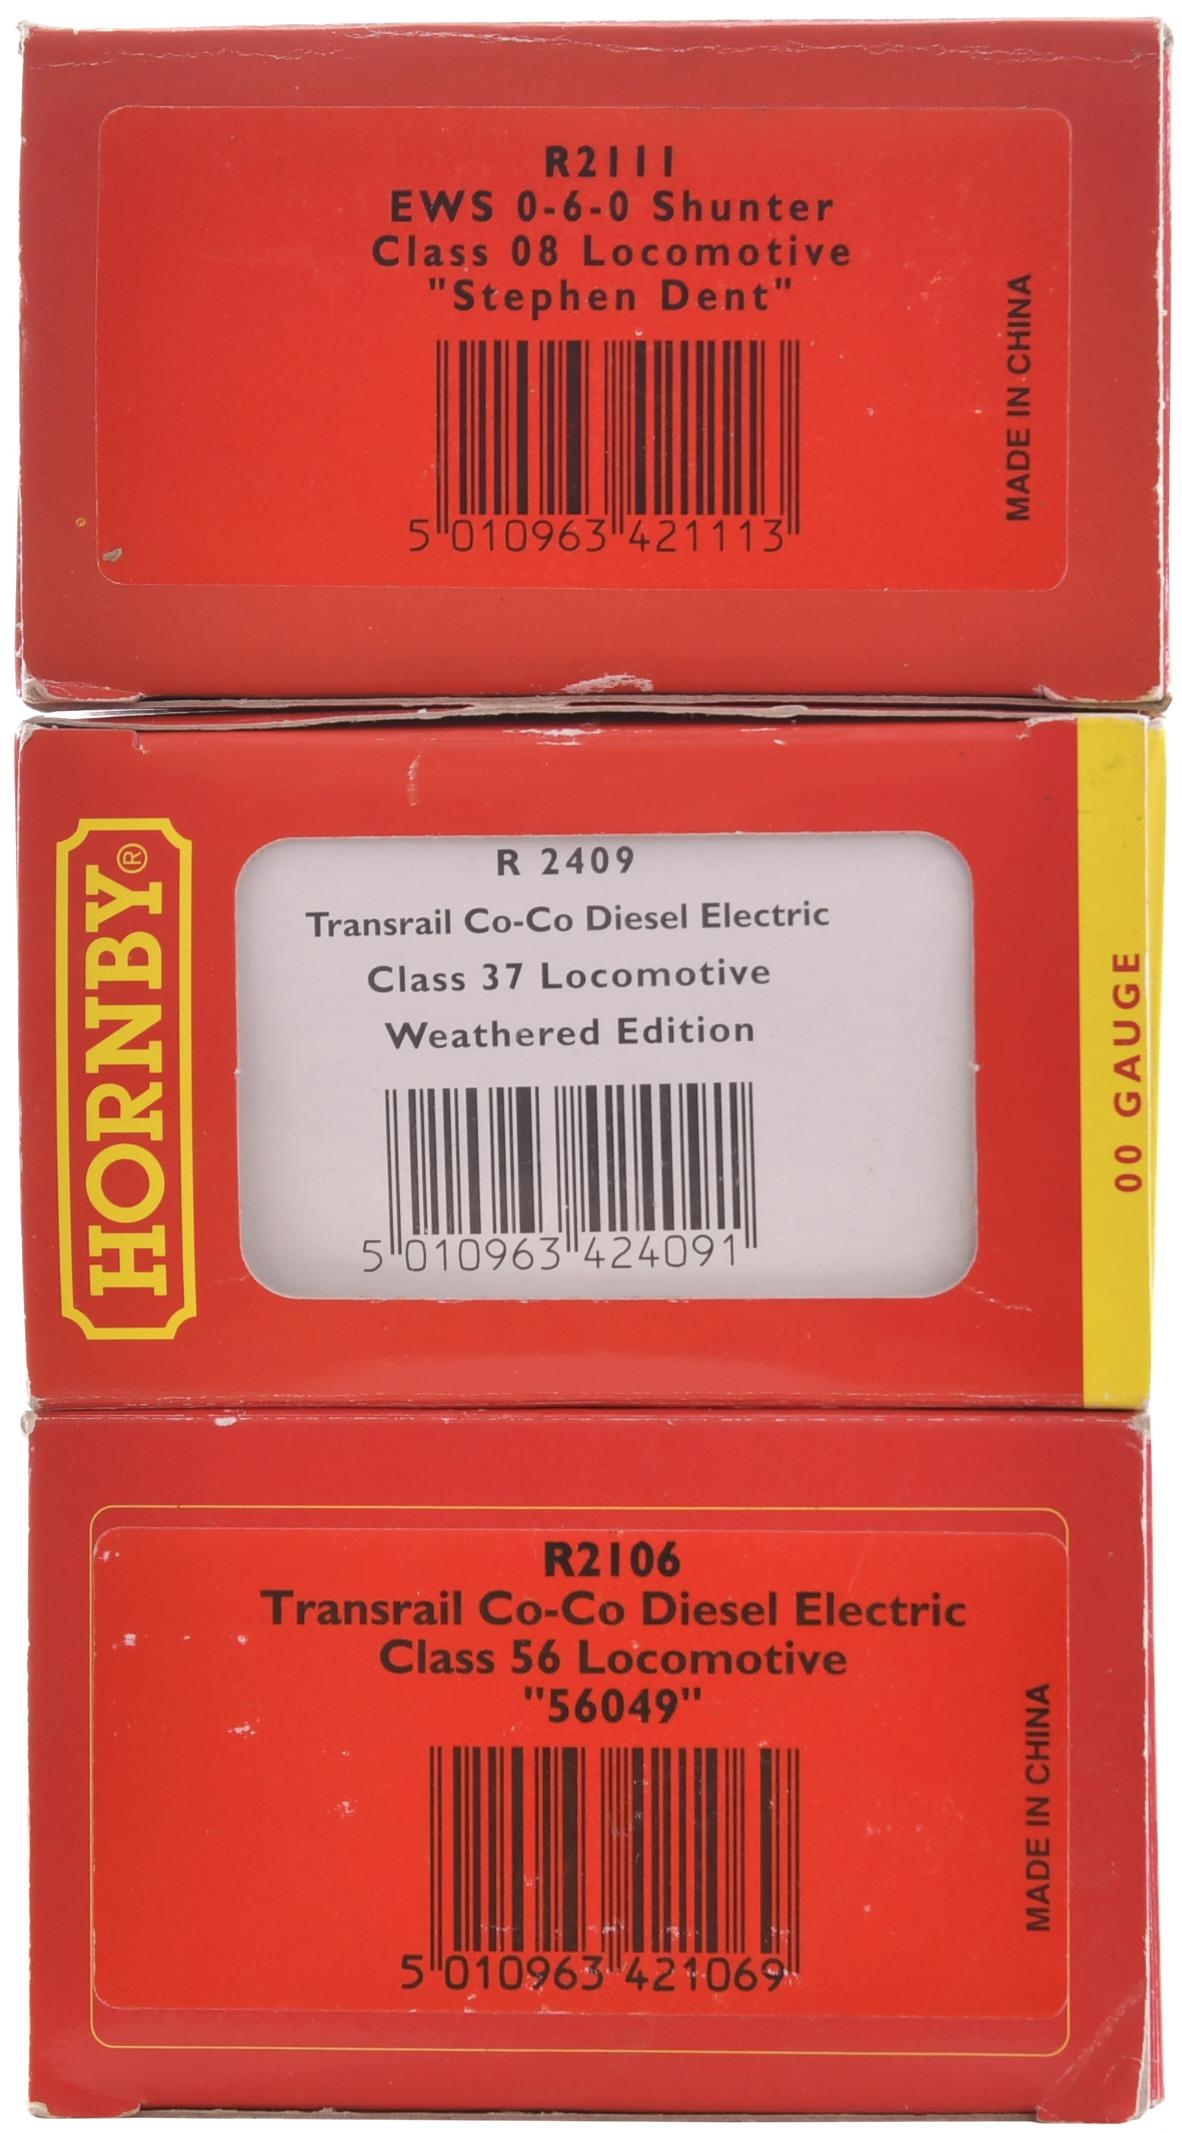 R2111
EWS 0-6-0 Shunter
Class 08 Locomotive
"Stephen Dent"
5 010963 421113
MADE IN CHINA
HORNBY®
R 2409
Transrail Co-Co Diesel Electric
Class 37 Locomotive
Weathered Edition
5 010963 424091
00 GAUGE
R2106
Transrail Co-Co Diesel Electric
Class 56 Locomotive
"56049"
5 010963 421069
MADE IN CHINA